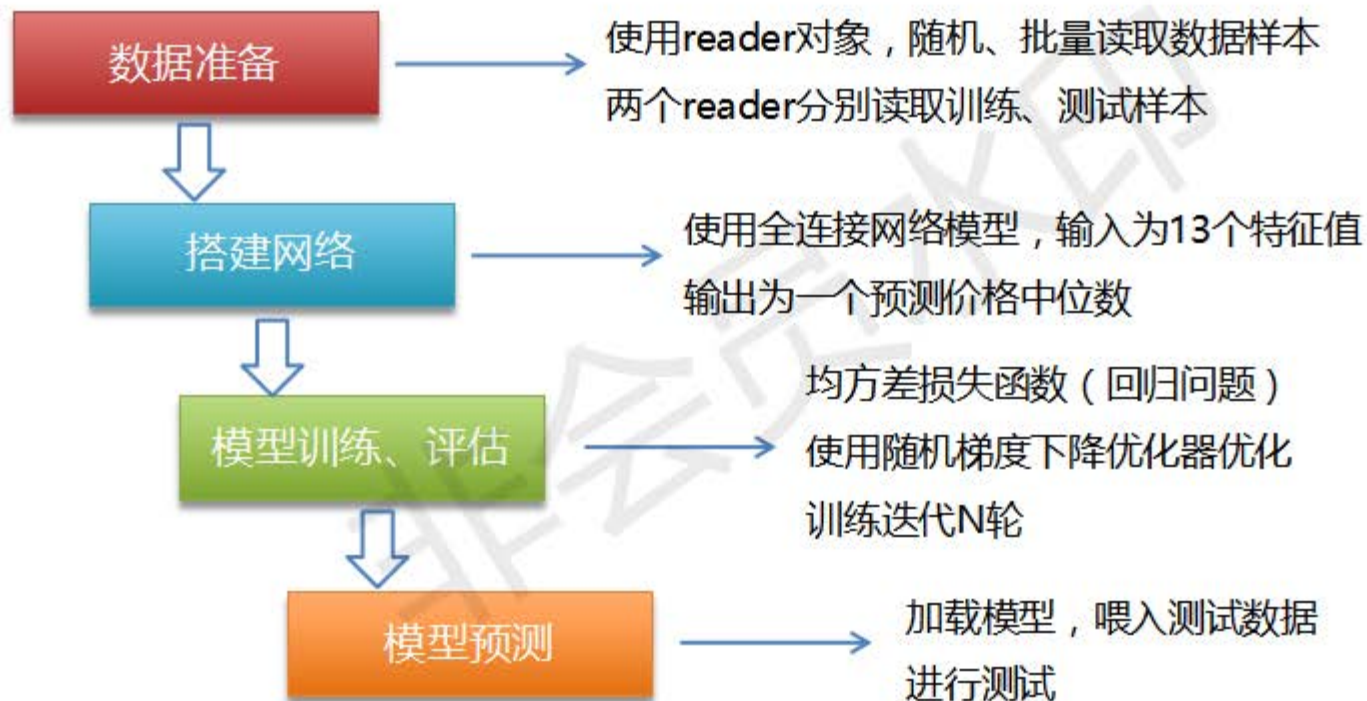 数据准备
使用reader对象，随机、批量读取数据样本
两个reader分别读取训练、测试样本
搭建网络
使用全连接网络模型，输入为13个特征值
输出为一个预测价格中位数
模型训练、评估
均方差损失函数（回归问题）
使用随机梯度下降优化器优化
训练迭代N轮
模型预测
加载模型，喂入测试数据
进行测试
非会员水印